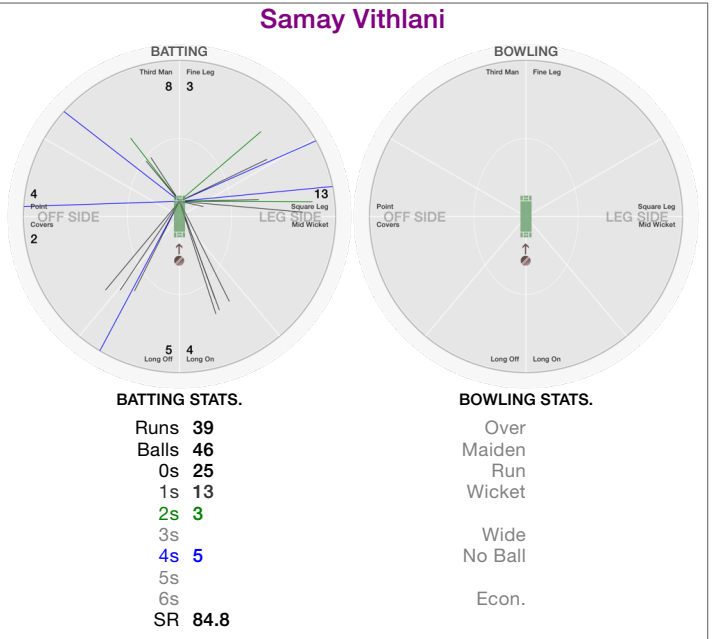 Samay Vithlani
BATTING
Third Man Fine Leg
8 3
4 13
Point Square Leg
OFF SIDE LEG SIDE
Covers Mid Wicket
2
5 4
Long Off Long On
BOWLING
Third Man Fine Leg
Point Square Leg
OFF SIDE LEG SIDE
Covers Mid Wicket
Long Off Long On
BATTING STATS.
Runs 39
Balls 46
0s 25
1s 13
2s 3
3s
4s 5
5s
6s
SR 84.8
BOWLING STATS.
Over
Maiden
Run
Wicket
Wide
No Ball
Econ.